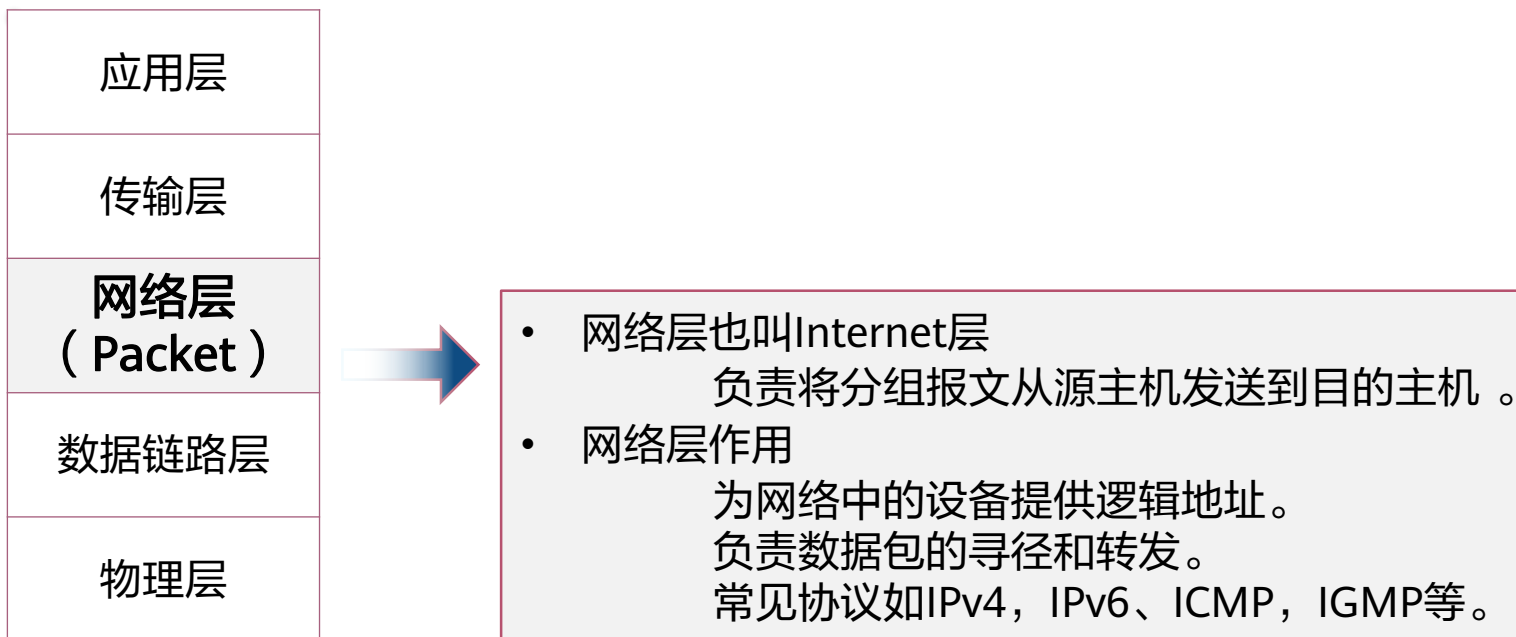 应用层
传输层
网络层
（Packet）
数据链路层
物理层
• 网络层也叫Internet层
负责将分组报文从源主机发送到目的主机 。
• 网络层作用
为网络中的设备提供逻辑地址。
负责数据包的寻径和转发。
常见协议如IPv4，IPv6、ICMP，IGMP等。